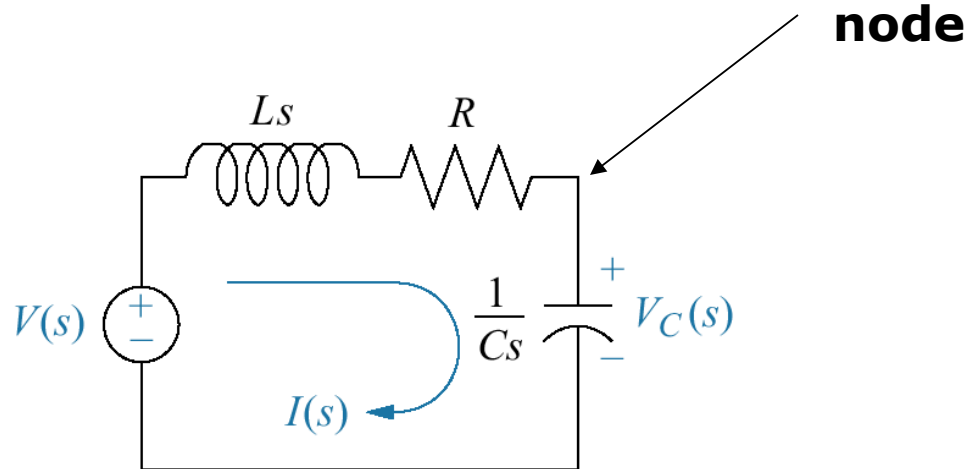 node
Ls
R
+
-
V(s)
1
Cs
+
V_C(s)
-
I(s)